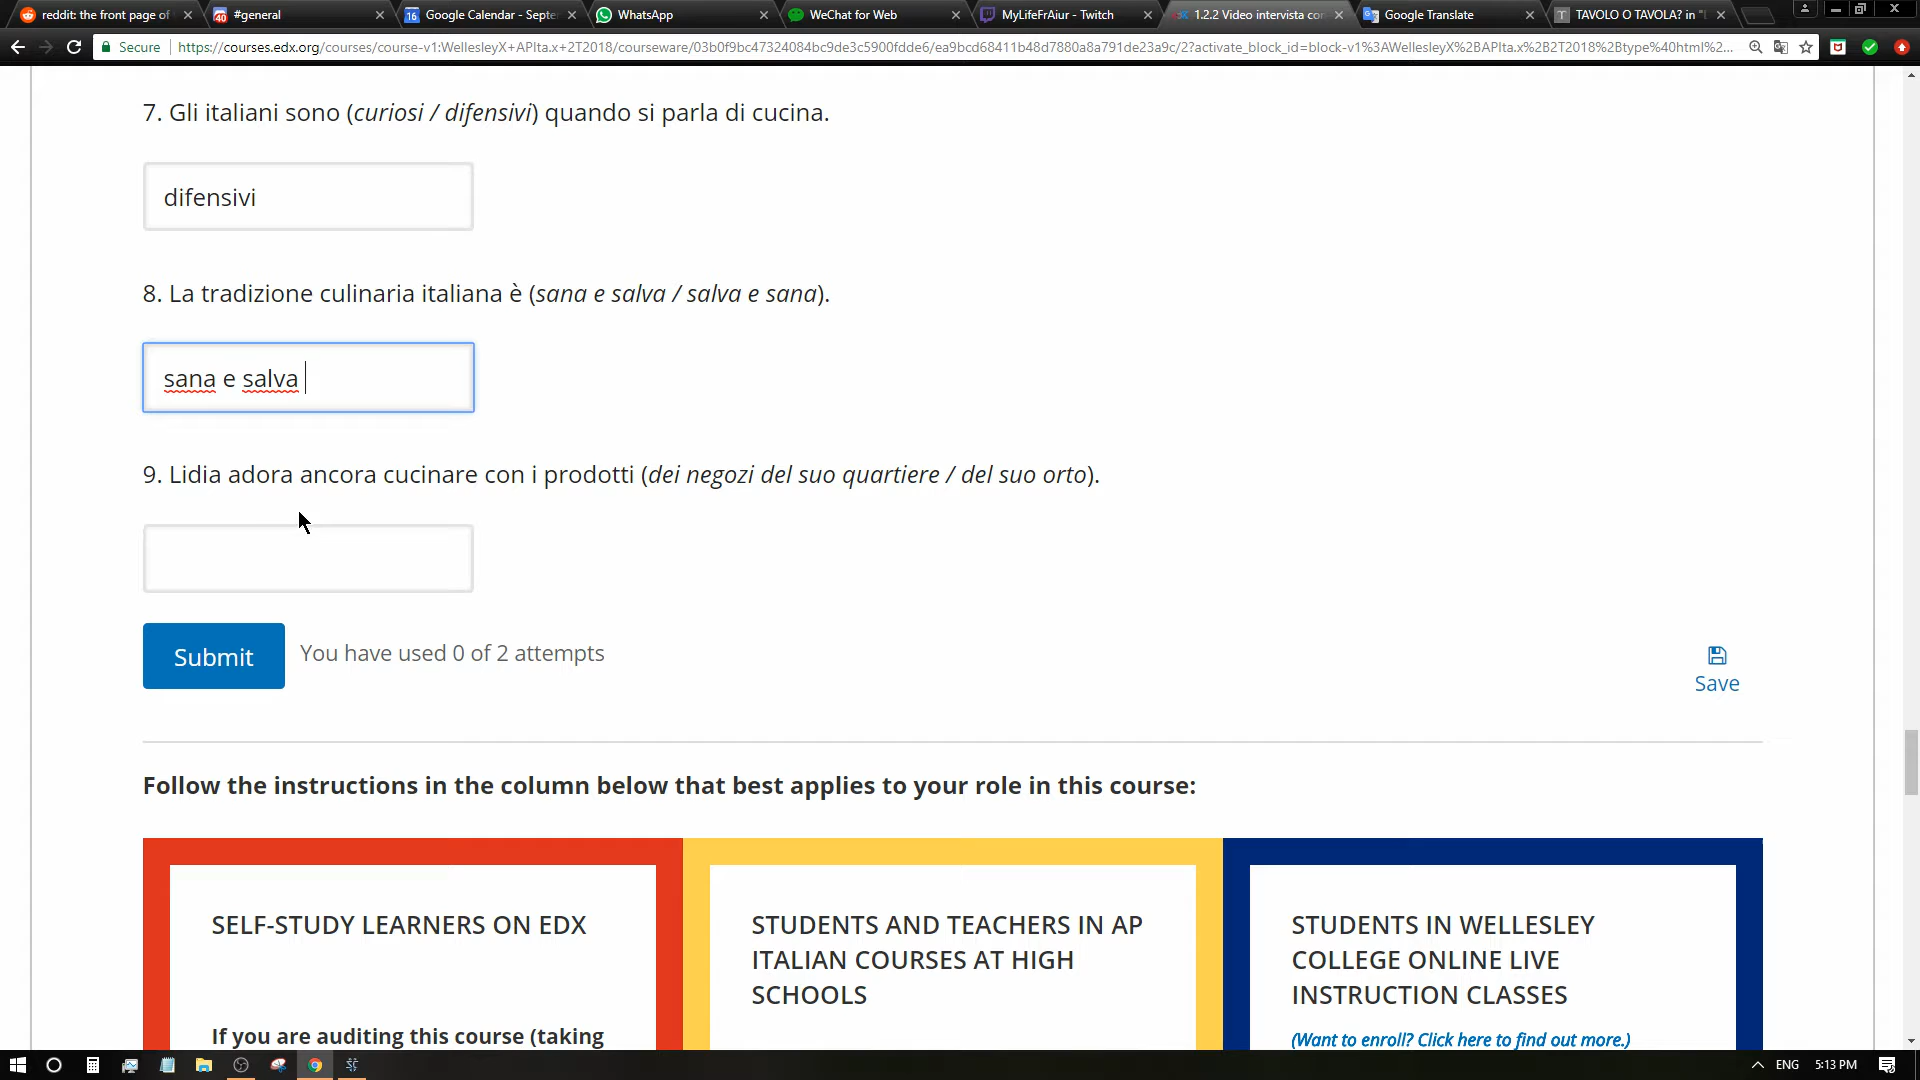 reddit: the front page of
#general
Google Calendar - Septe
WhatsApp
WeChat for Web
MyLifeFrAiur - Twitch
1.2.2 Video intervista con
Google Translate
TAVOLO O TAVOLA? in "L
Secure
https://courses.edx.org/courses/course-v1:WellesleyX+APIta.x+2T2018/courseware/03b0f9bc47324084bc9de3c5900fdde6/ea9bcd68411b48d7880a8a791de23a9c/2?activate_block_id=block-v1%3AWellesleyX%2BAPIta.x%2B2T2018%2Btype%40html%2...
7. Gli italiani sono (curiosi / difensivi) quando si parla di cucina.
difensivi
8. La tradizione culinaria italiana è (sana e salva / salva e sana).
sana e salva
9. Lidia adora ancora cucinare con i prodotti (dei negozi del suo quartiere / del suo orto).
Submit
You have used 0 of 2 attempts
Save
Follow the instructions in the column below that best applies to your role in this course:
SELF-STUDY LEARNERS ON EDX
If you are auditing this course (taking
STUDENTS AND TEACHERS IN AP
ITALIAN COURSES AT HIGH
SCHOOLS
STUDENTS IN WELLESLEY
COLLEGE ONLINE LIVE
INSTRUCTION CLASSES
(Want to enroll? Click here to find out more.)
ENG
5:13 PM